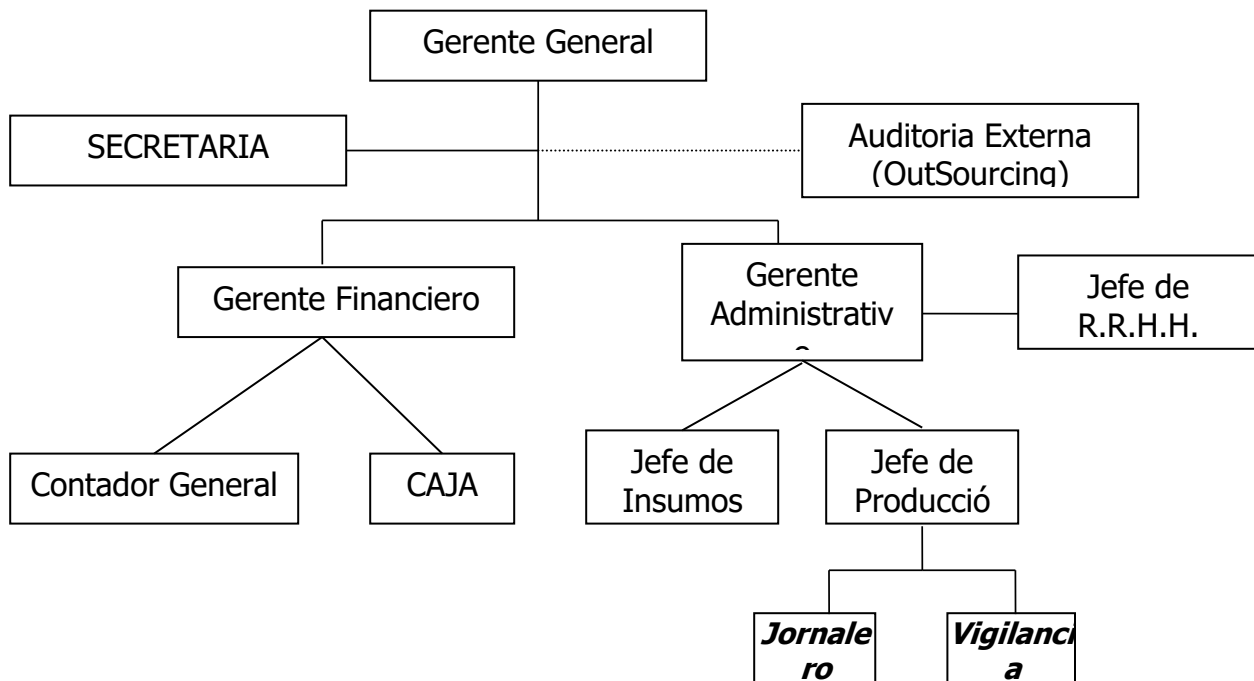 Gerente General
SECRETARIA
Auditoria Externa
(OutSourcing)
Gerente Financiero
Gerente
Administrativ
o
Jefe de
R.R.H.H.
Contador General
CAJA
Jefe de
Insumos
Jefe de
Producció
Jornale
ro
Vigilanci
a